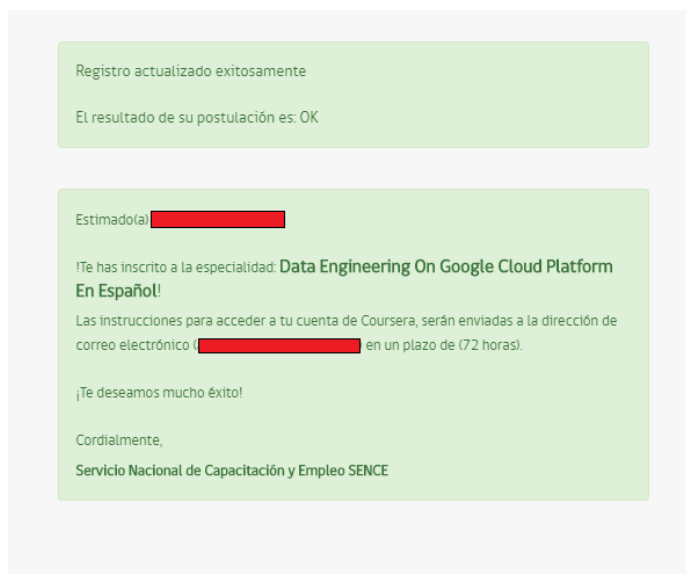 Registro actualizado exitosamente
El resultado de su postulación es: OK
Estimado(a)
!Te has inscrito a la especialidad: Data Engineering On Google Cloud Platform
En Español!
Las instrucciones para acceder a tu cuenta de Coursera, serán enviadas a la dirección de
correo electrónico ( ) en un plazo de (72 horas).
¡Te deseamos mucho éxito!
Cordialmente,
Servicio Nacional de Capacitación y Empleo SENCE